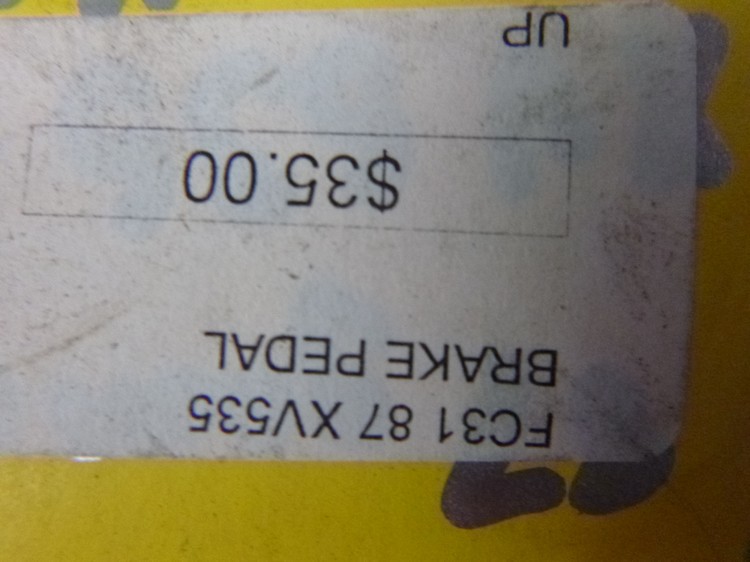 FC31 87 XV535
BRAKE PEDAL
$35.00
UP